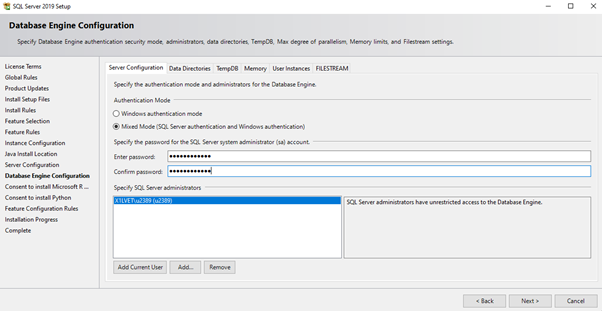 SQL Server 2019 Setup
Database Engine Configuration
Specify Database Engine authentication security mode, administrators, data directories, TempDB, Max degree of parallelism, Memory limits, and Filestream settings.
License Terms
Global Rules
Product Updates
Install Setup Files
Install Rules
Feature Selection
Feature Rules
Instance Configuration
Java Install Location
Server Configuration
Database Engine Configuration
Consent to install Microsoft R ...
Consent to install Python
Feature Configuration Rules
Installation Progress
Complete
Server Configuration Data Directories TempDB Memory User Instances FILESTREAM
Specify the authentication mode and administrators for the Database Engine.
Authentication Mode
Windows authentication mode
Mixed Mode (SQL Server authentication and Windows authentication)
Specify the password for the SQL Server system administrator (sa) account.
Enter password: ●●●●●●●●●●●●
Confirm password: ●●●●●●●●●●●●
Specify SQL Server administrators
X1LVET\u2389 (u2389)
SQL Server administrators have unrestricted access to the Database Engine.
Add Current User Add... Remove
< Back Next > Cancel